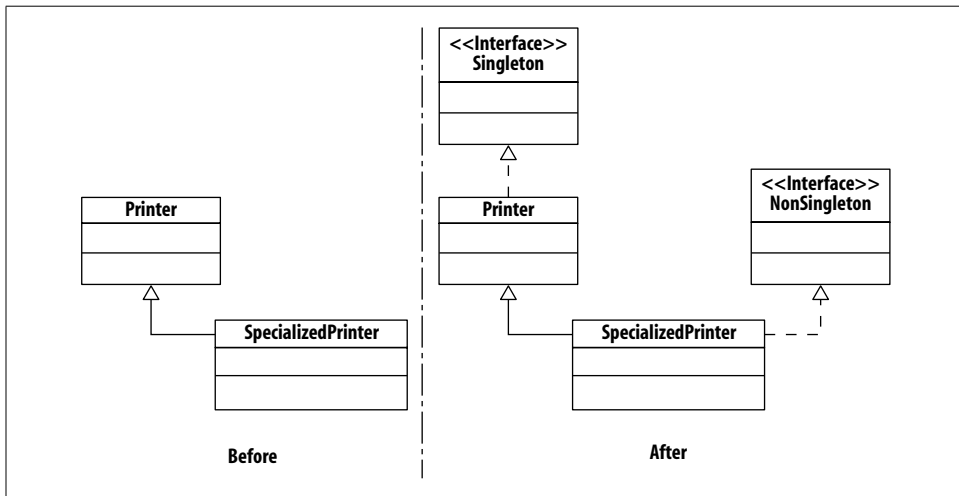 Printer
SpecializedPrinter
Before
<<Interface>>
Singleton
Printer
<<Interface>>
NonSingleton
SpecializedPrinter
After